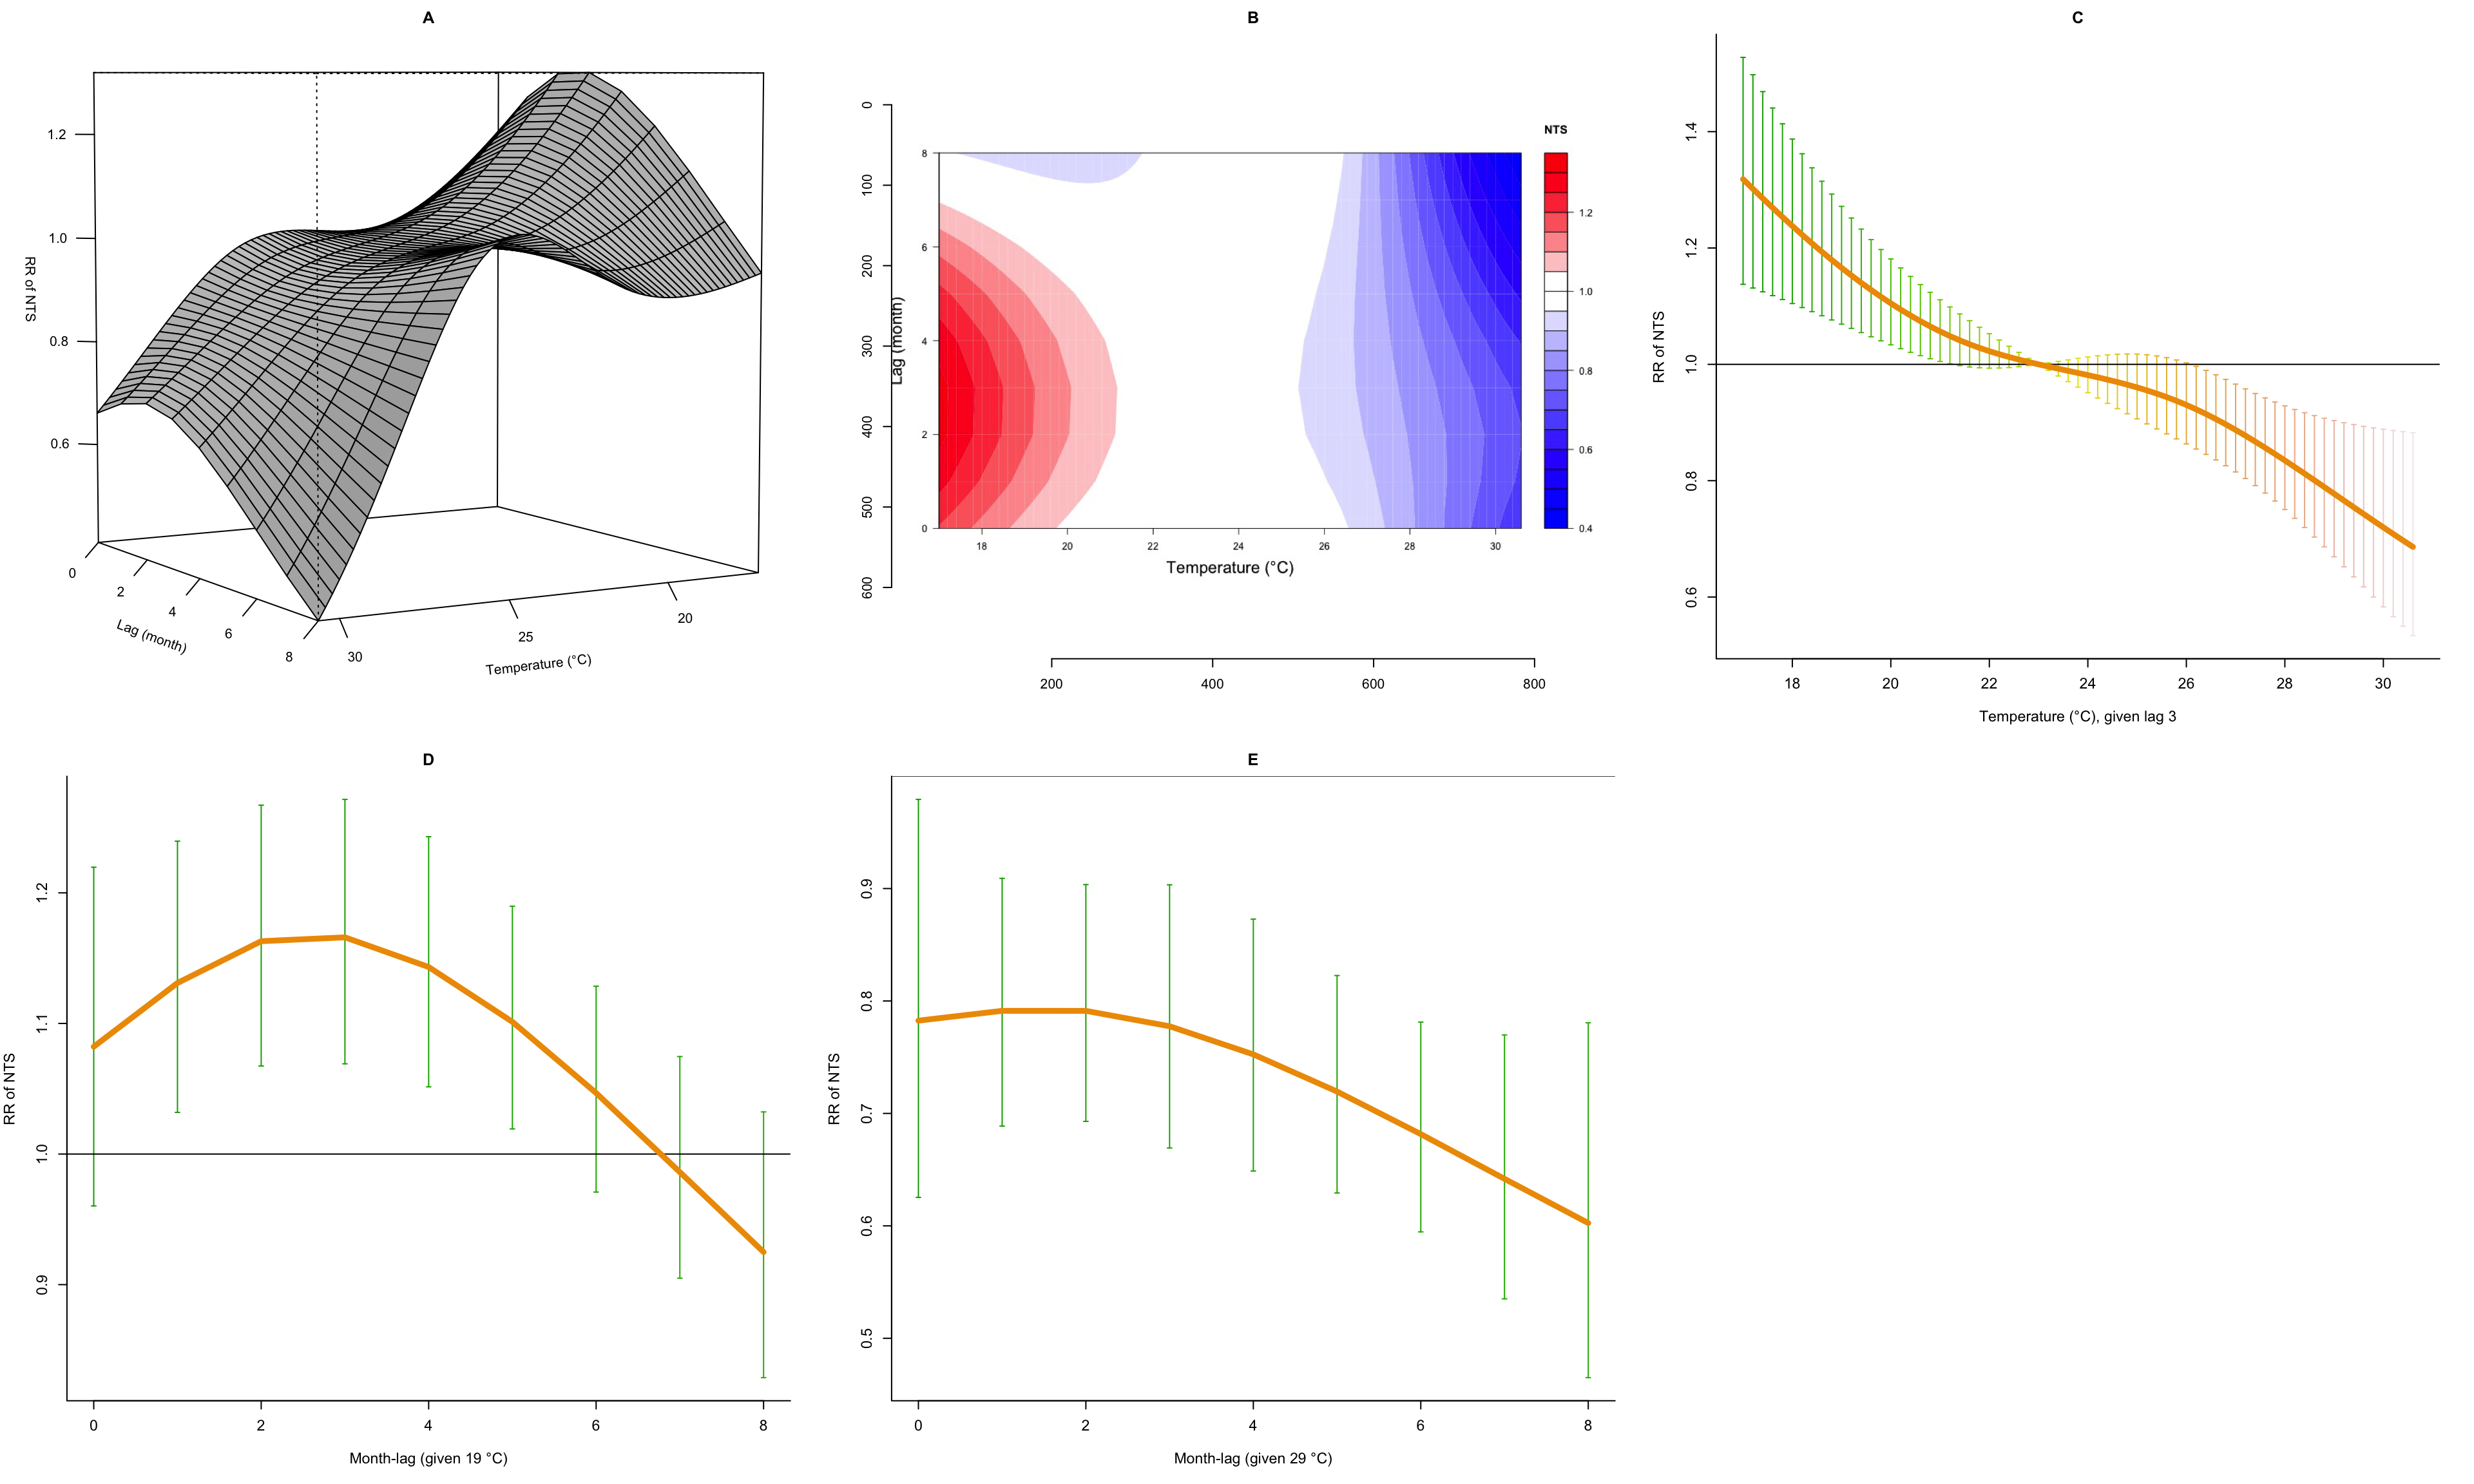 A
1.2
1.0
0.8
0.6
RR of NTS
0
2
4
6
8
Lag (month)
30
25
20
Temperature (°C)
B
0
100
200
300
400
500
600
Lag (month)
8
6
4
2
0
18 20 22 24 26 28 30
Temperature (°C)
NTS
1.2
1.0
0.8
0.6
0.4
200 400 600 800
C
1.4
1.2
1.0
0.8
0.6
RR of NTS
18 20 22 24 26 28 30
Temperature (°C), given lag 3
D
1.2
1.1
1.0
0.9
RR of NTS
0 2 4 6 8
Month-lag (given 19 °C)
E
0.9
0.8
0.7
0.6
0.5
RR of NTS
0 2 4 6 8
Month-lag (given 29 °C)